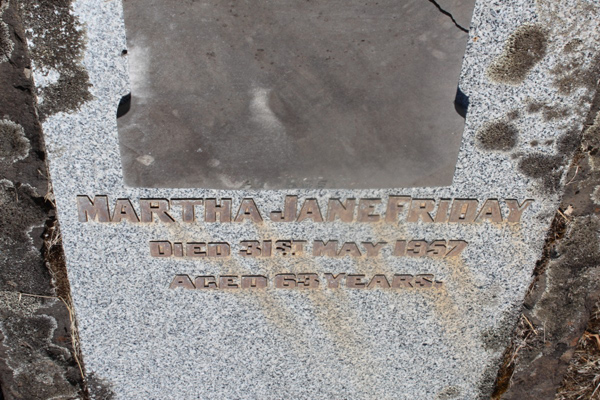 MARTHA JANE FRIDAY
DIED 31ST MAY 1957
AGED 63 YEARS.